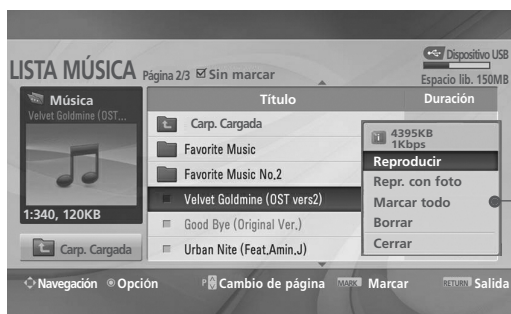 Dispositivo USB
LISTA MÚSICA Página 2/3 Sin marcar
Espacio lib. 150MB
Música
Velvet Goldmine (OST...
1:340, 120KB
Carp. Cargada
Título Duración
Carp. Cargada
Favorite Music
Favorite Music No.2
Velvet Goldmine (OST vers2)
Good Bye (Original Ver.)
Urban Nite (Feat.Amin.J)
4395KB
1Kbps
Reproducir
Repr. con foto
Marcar todo
Borrar
Cerrar
Navegación Opción P Cambio de página MARK Marcar RETURN Salida